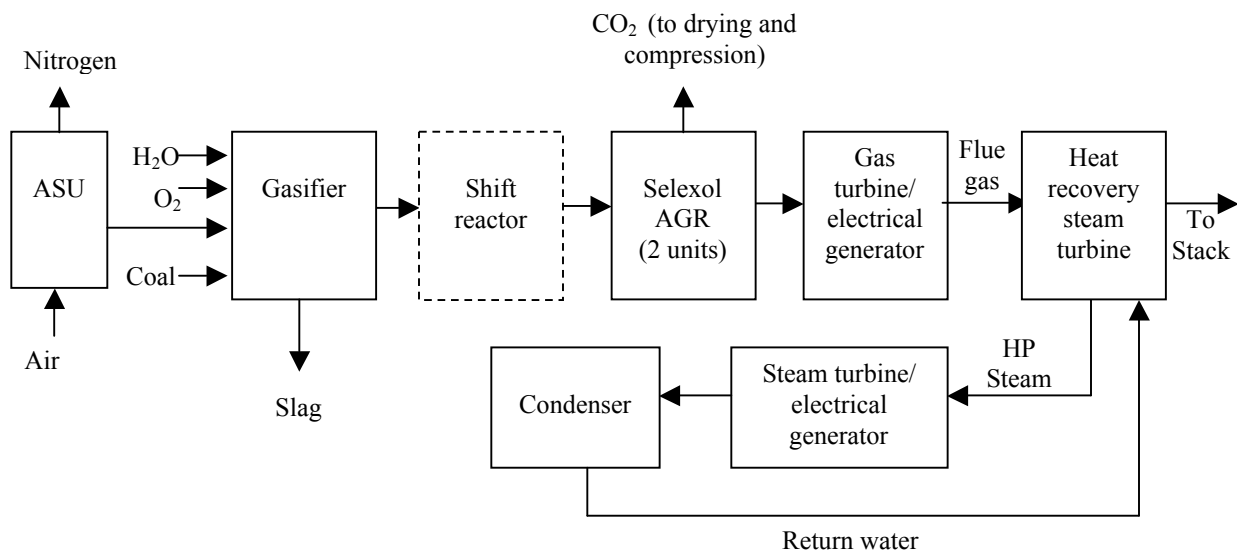 CO₂ (to drying and
compression)
Nitrogen
ASU
H₂O
O₂
Coal
Air
Gasifier
Slag
Shift
reactor
Selexol
AGR
(2 units)
Gas
turbine/
electrical
generator
Flue
gas
Heat
recovery
steam
turbine
To
Stack
HP
Steam
Steam turbine/
electrical
generator
Condenser
Return water